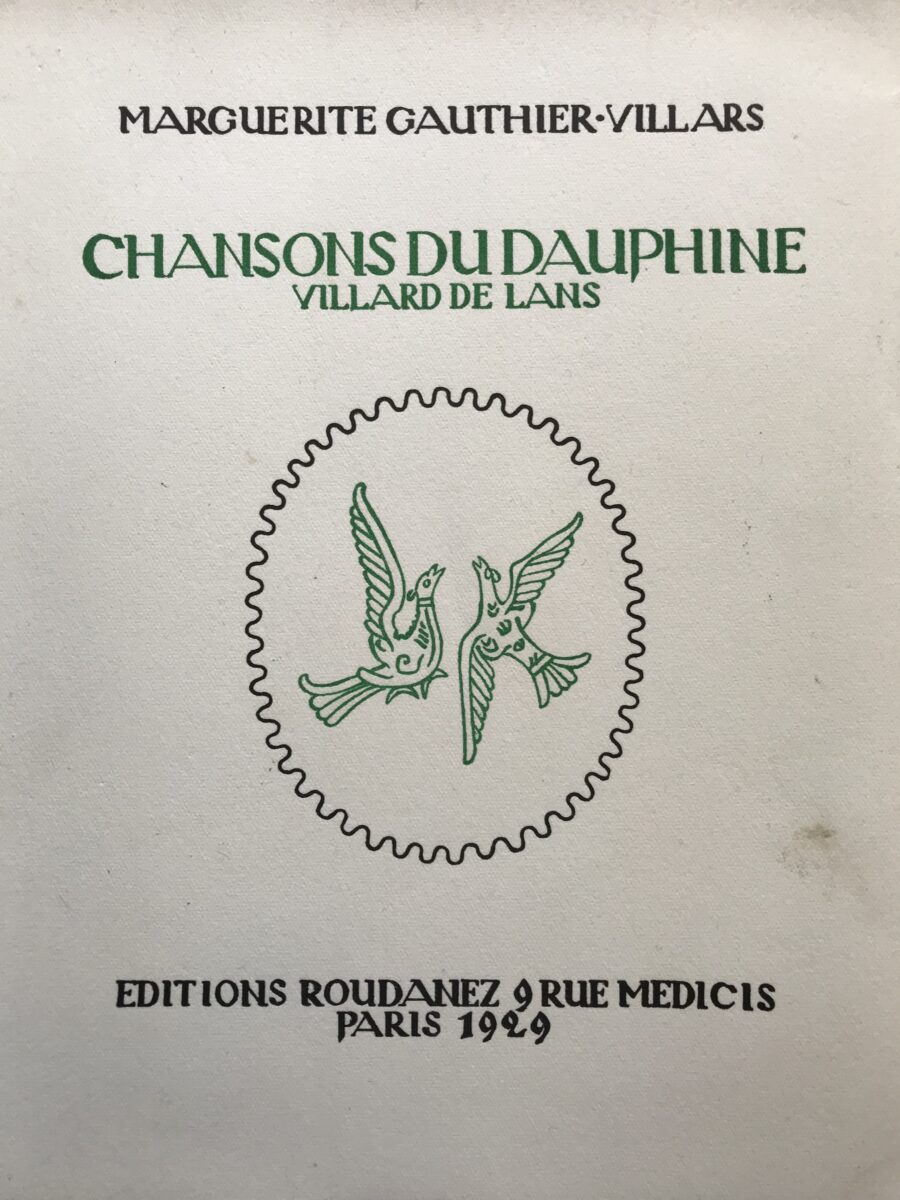 MARGUERITE GAUTHIER·VILLARS
CHANSONS DU DAUPHINE
VILLARD DE LANS
EDITIONS ROUDANEZ 9 RUE MEDICIS
PARIS 1929